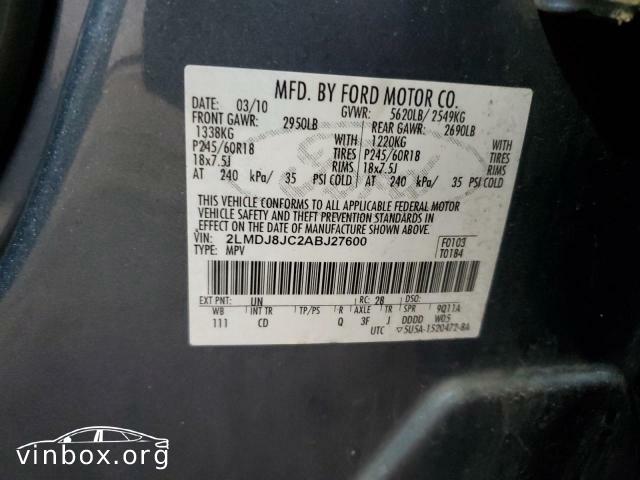 MFD. BY FORD MOTOR CO.
DATE: 03/10 GVWR: 5620LB/ 2549KG
FRONT GAWR: 2950LB REAR GAWR: 2690LB
1338KG WITH 1220KG WITH
P245/60R18 TIRES P245/60R18 TIRES
18x7.5J RIMS 18x7.5J RIMS
AT 240 kPa/ 35 PSI COLD AT 240 kPa/ 35 PSI COLD
THIS VEHICLE CONFORMS TO ALL APPLICABLE FEDERAL MOTOR
VEHICLE SAFETY AND THEFT PREVENTION STANDARDS IN
EFFECT ON THE DATE OF MANUFACTURE SHOWN ABOVE.
VIN: 2LMDJ8JC2ABJ27600 F0103
TYPE: MPV T0184
EXT PNT: UN RC: 28 DSO:
WB INT TR TP/PS R AXLE TR SPR 9Q11A
111 CD Q 3F J DDDD W05
UTC 5U5A-1520472-BA
Ford
vinbox.org